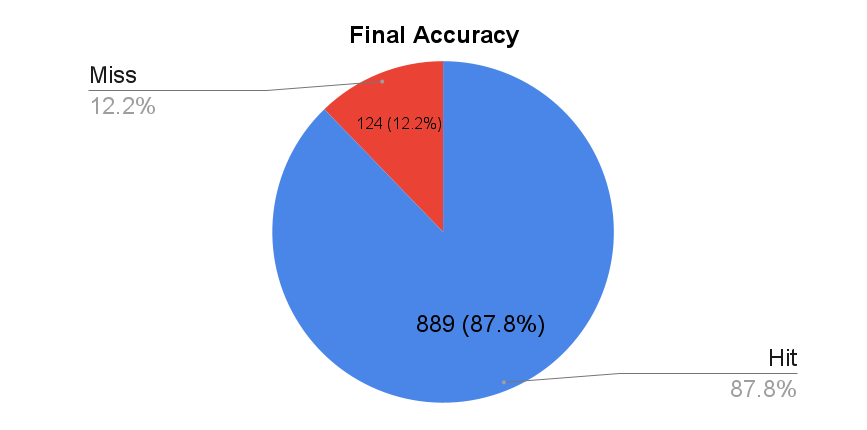 Final Accuracy
Miss
12.2%
124 (12.2%)
889 (87.8%)
Hit
87.8%